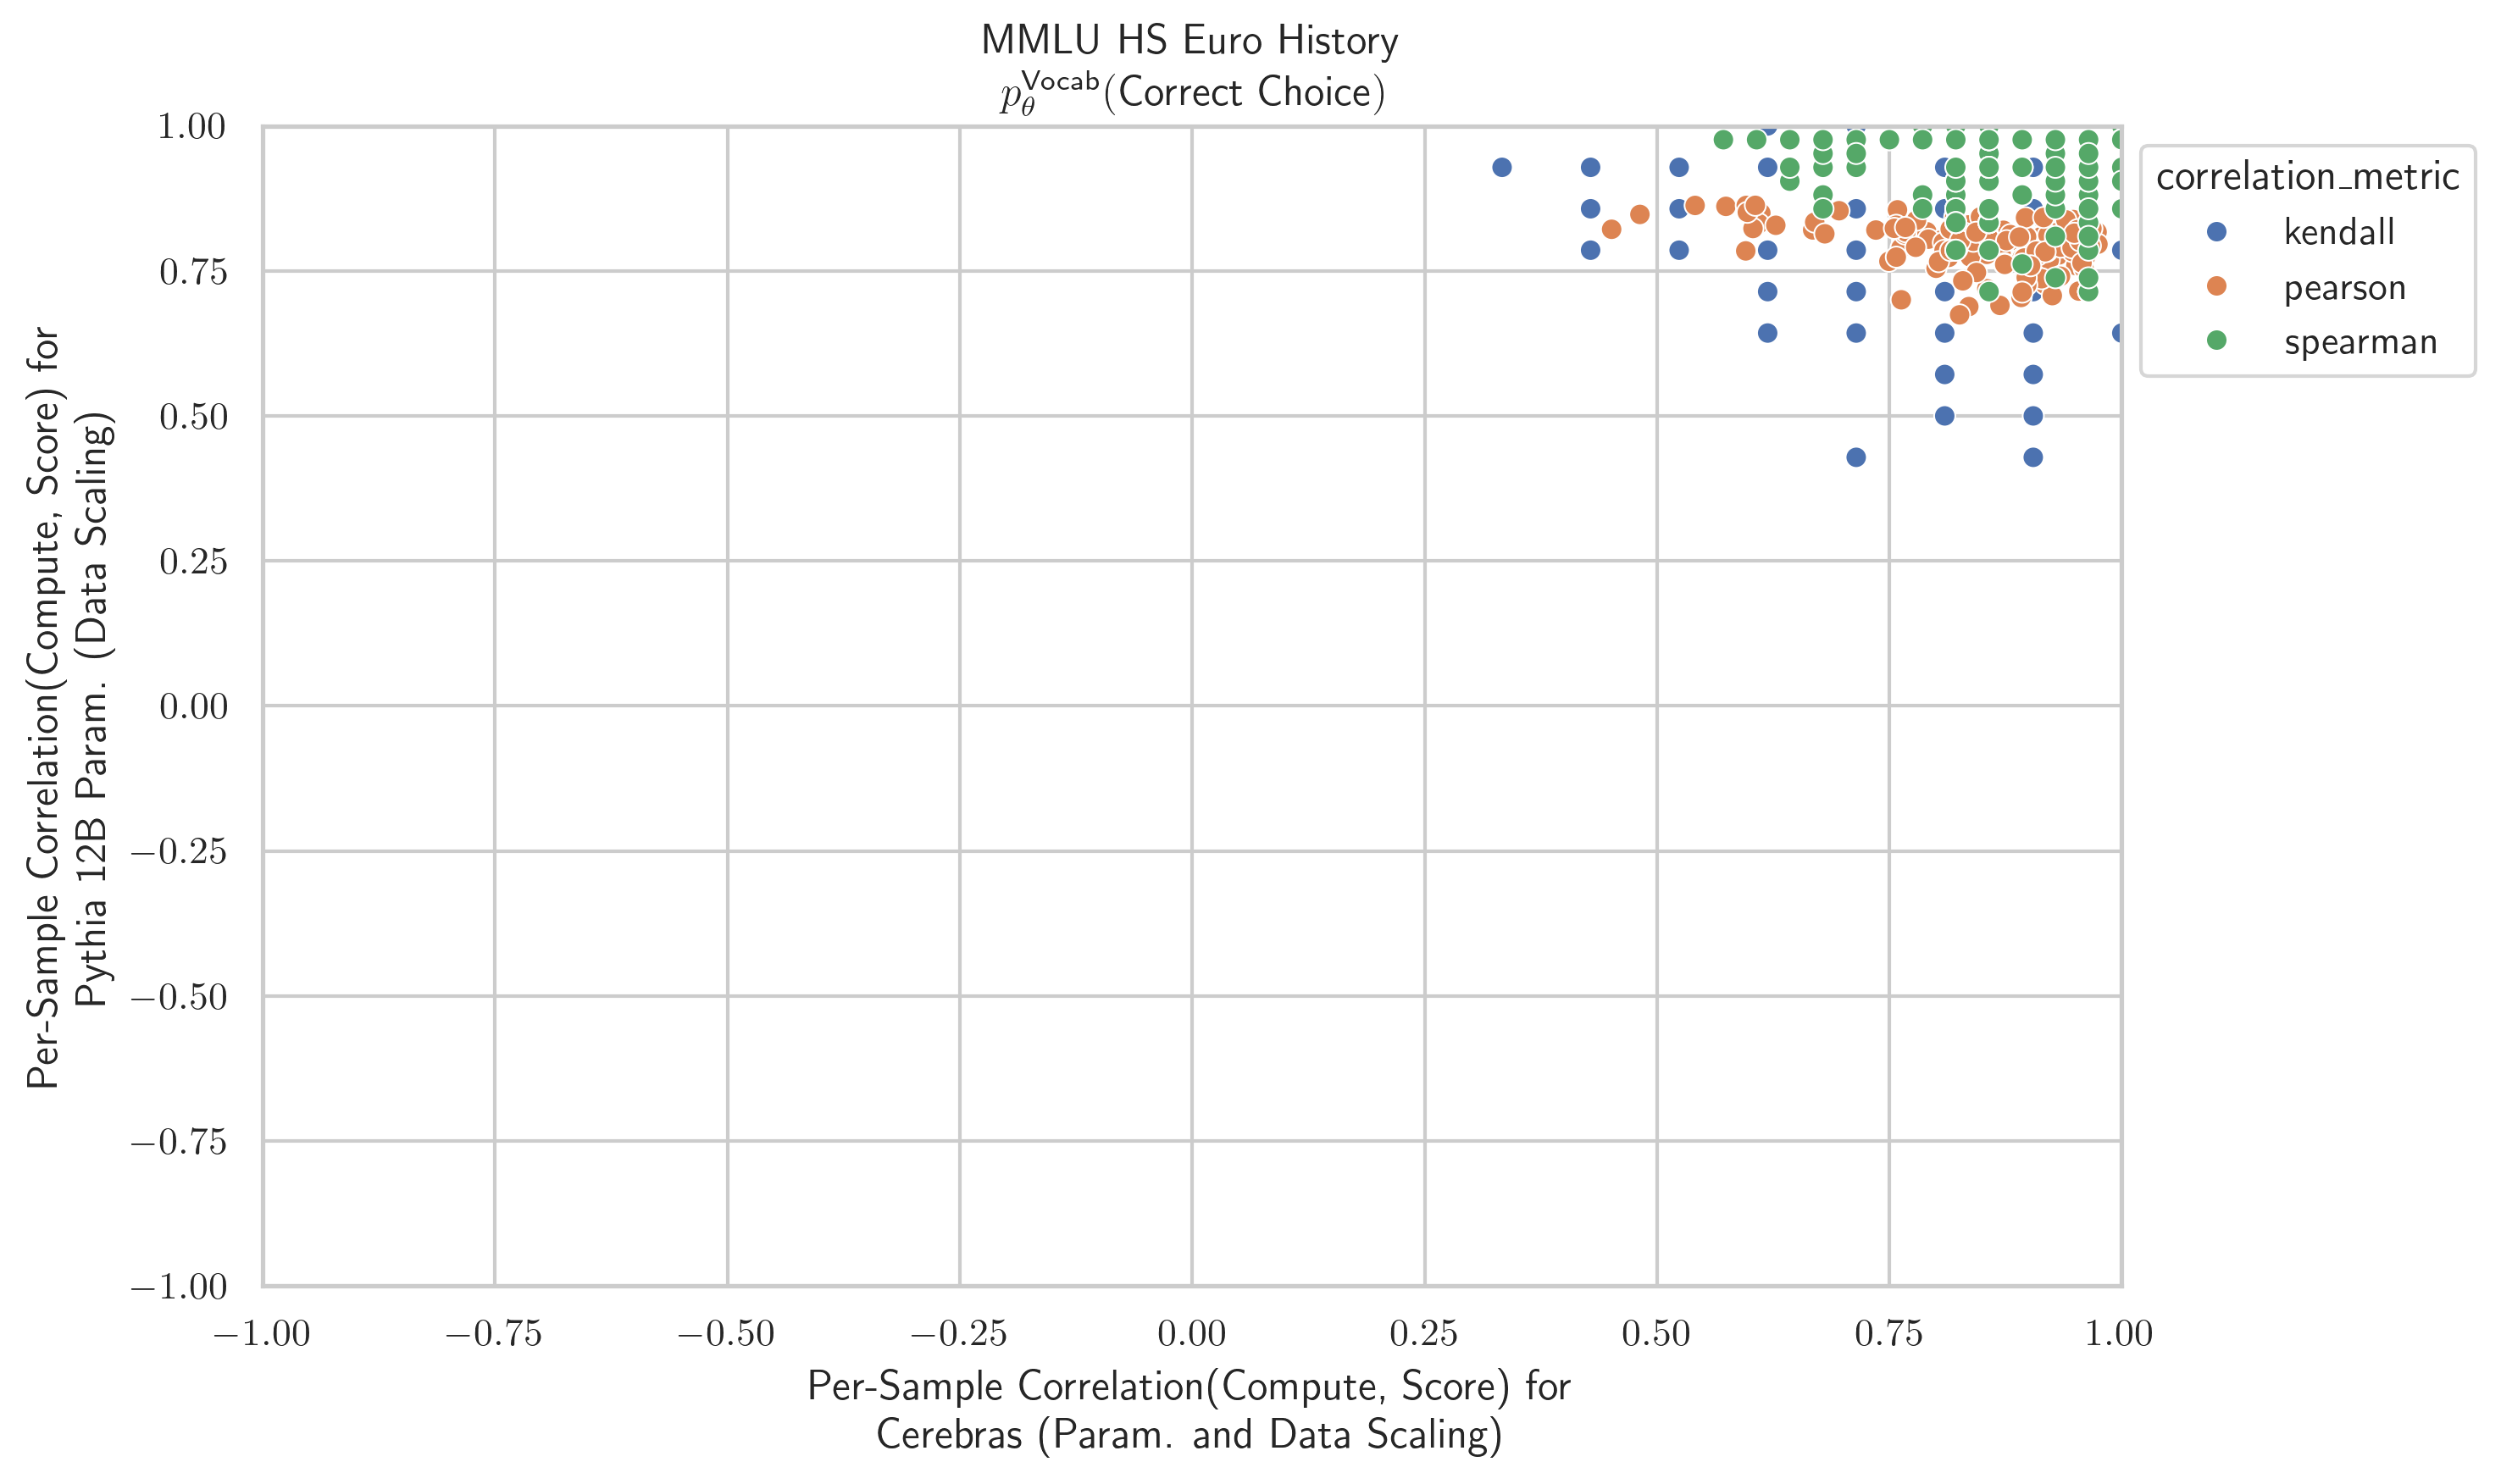 MMLU HS Euro History
$p_\theta^{\text{Vocab}}$(Correct Choice)
1.00
0.75
0.50
0.25
0.00
−0.25
−0.50
−0.75
−1.00
Per-Sample Correlation(Compute, Score) for
Pythia 12B Param. (Data Scaling)
−1.00 −0.75 −0.50 −0.25 0.00 0.25 0.50 0.75 1.00
Per-Sample Correlation(Compute, Score) for
Cerebras (Param. and Data Scaling)
correlation_metric
kendall
pearson
spearman